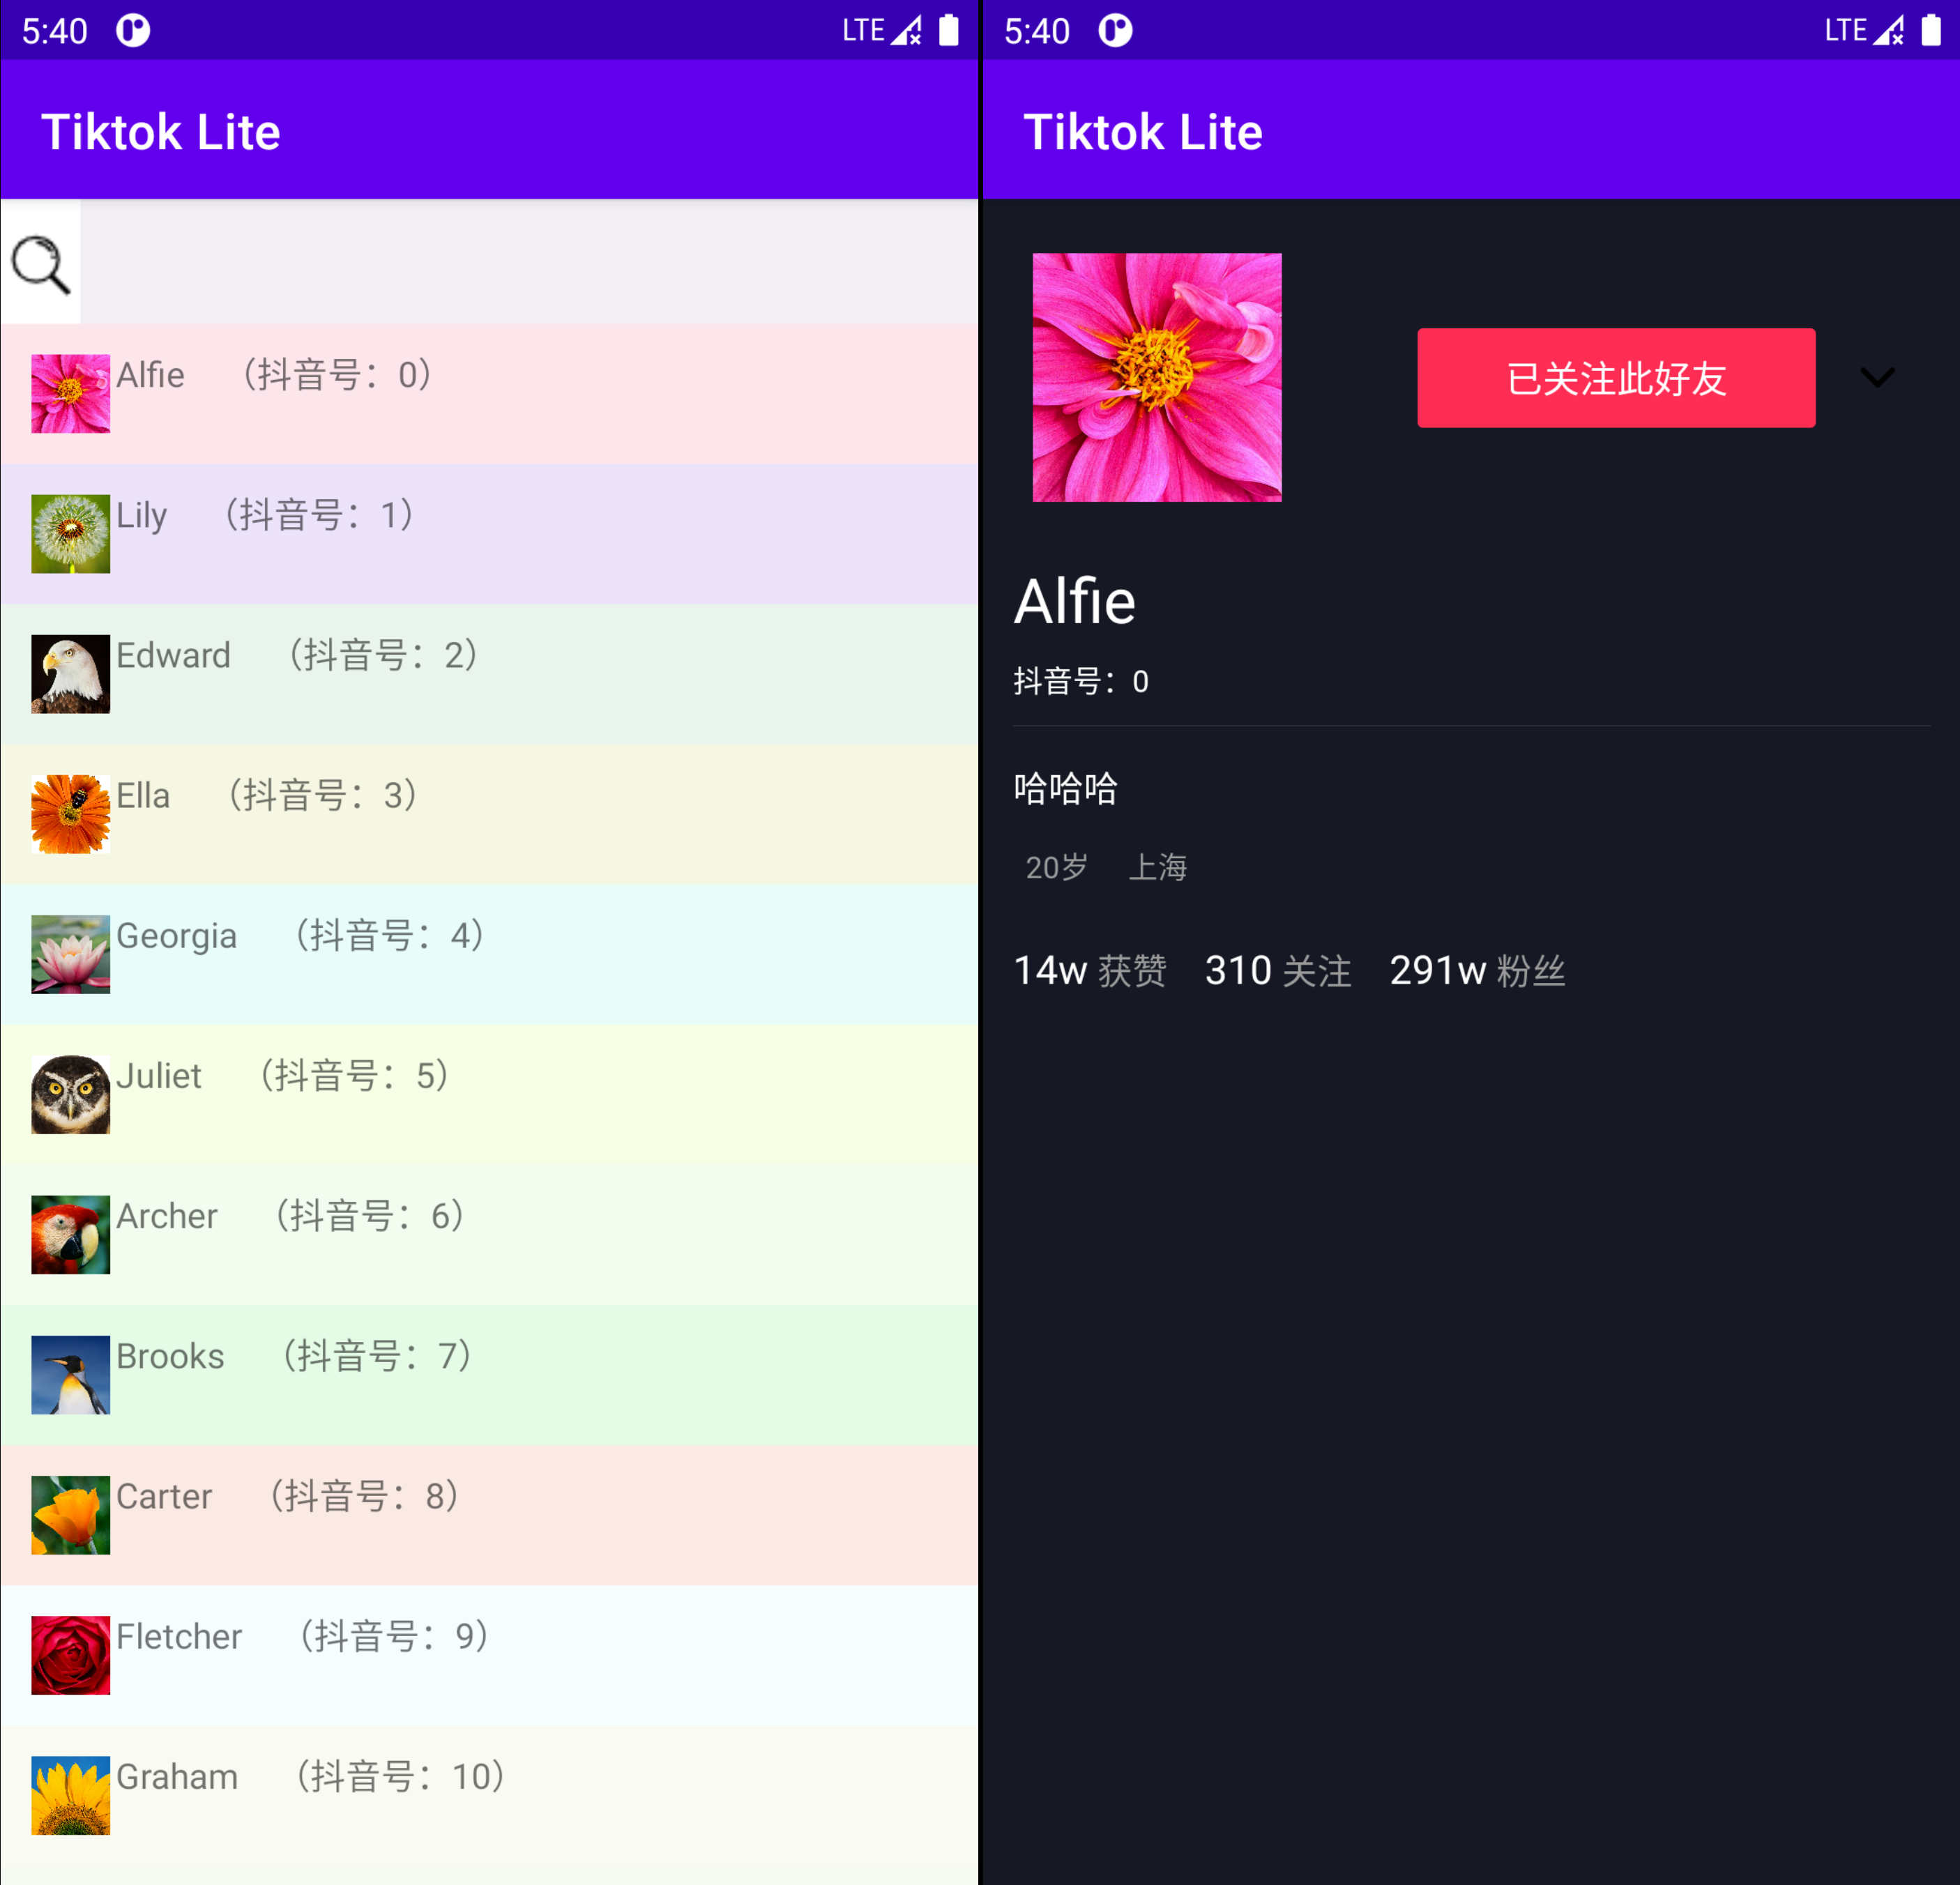 5:40 LTE
Tiktok Lite
Alfie （抖音号：0）
Lily （抖音号：1）
Edward （抖音号：2）
Ella （抖音号：3）
Georgia （抖音号：4）
Juliet （抖音号：5）
Archer （抖音号：6）
Brooks （抖音号：7）
Carter （抖音号：8）
Fletcher （抖音号：9）
Graham （抖音号：10）
5:40 LTE
Tiktok Lite
已关注此好友
Alfie
抖音号：0
哈哈哈
20岁 上海
14w 获赞 310 关注 291w 粉丝